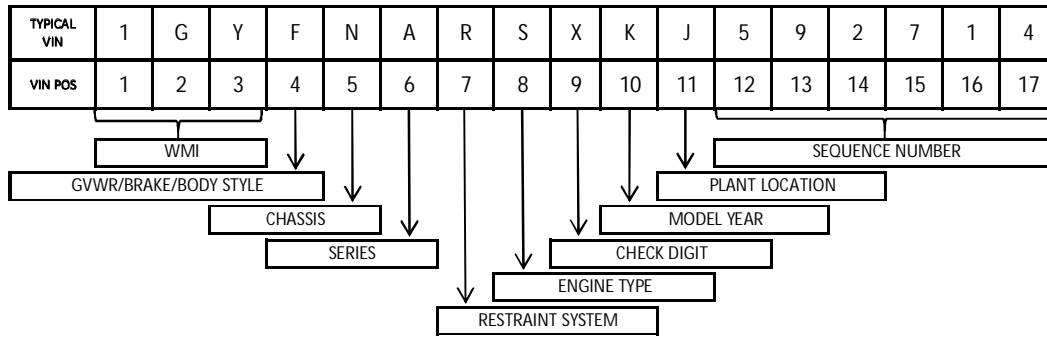 TYPICAL VIN 1 G Y F N A R S X K J 5 9 2 7 1 4
VIN POS 1 2 3 4 5 6 7 8 9 10 11 12 13 14 15 16 17
WMI
SEQUENCE NUMBER
GVWR/BRAKE/BODY STYLE
PLANT LOCATION
CHASSIS
MODEL YEAR
SERIES
CHECK DIGIT
ENGINE TYPE
RESTRAINT SYSTEM